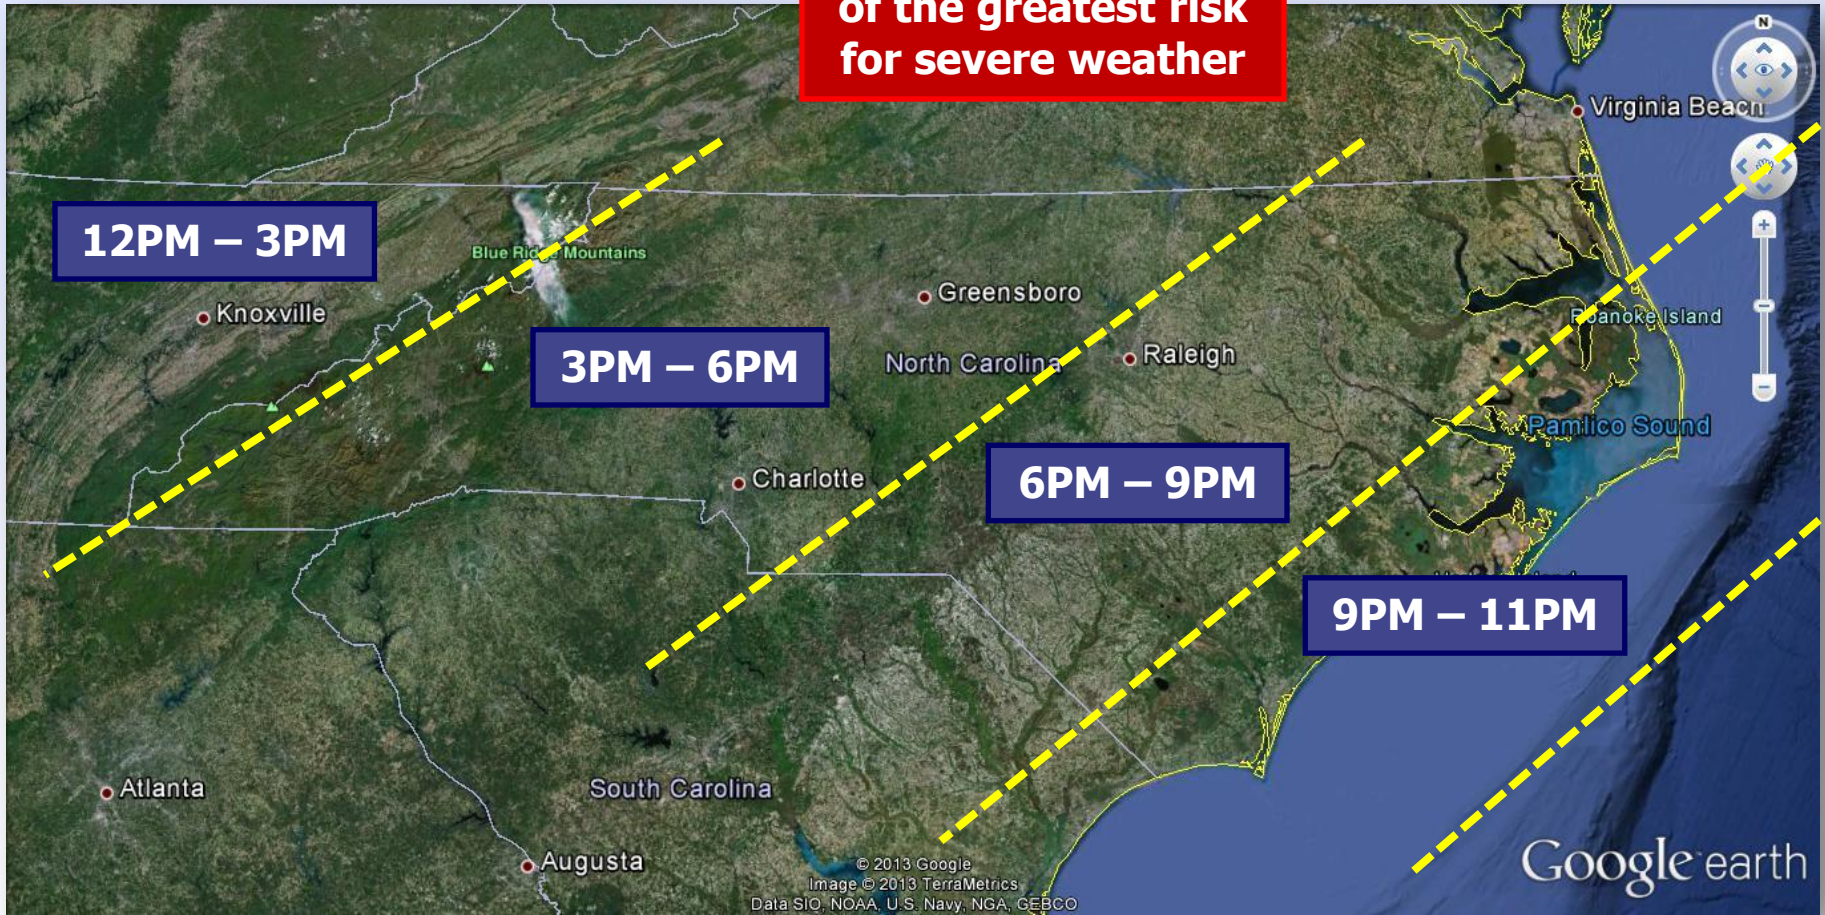 of the greatest risk
for severe weather
N
Virginia Beach
12PM – 3PM
Blue Ridge Mountains
Knoxville
Greensboro
Roanoke Island
3PM – 6PM
North Carolina
Raleigh
Pamlico Sound
Charlotte
6PM – 9PM
9PM – 11PM
Atlanta
South Carolina
Augusta
© 2013 Google
Image © 2013 TerraMetrics
Data SIO, NOAA, U.S. Navy, NGA, GEBCO
Google earth